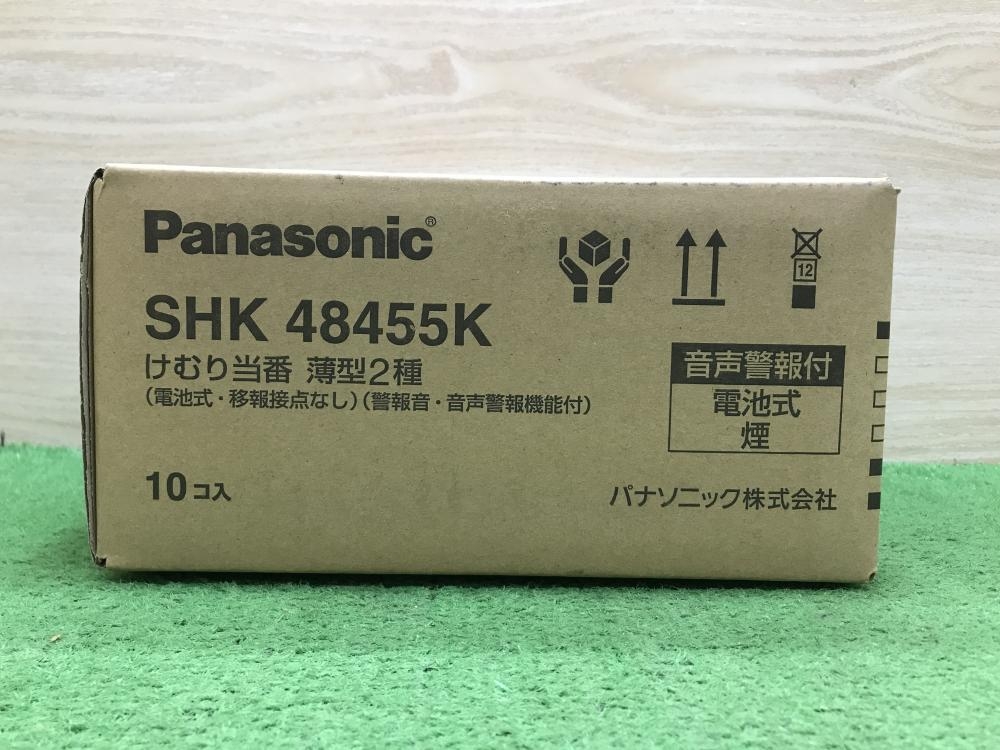 Panasonic®
SHK 48455K
けむり当番 薄型2種
(電池式・移報接点なし)(警報音・音声警報機能付)
10コ入
12
音声警報付
電池式
煙
パナソニック株式会社